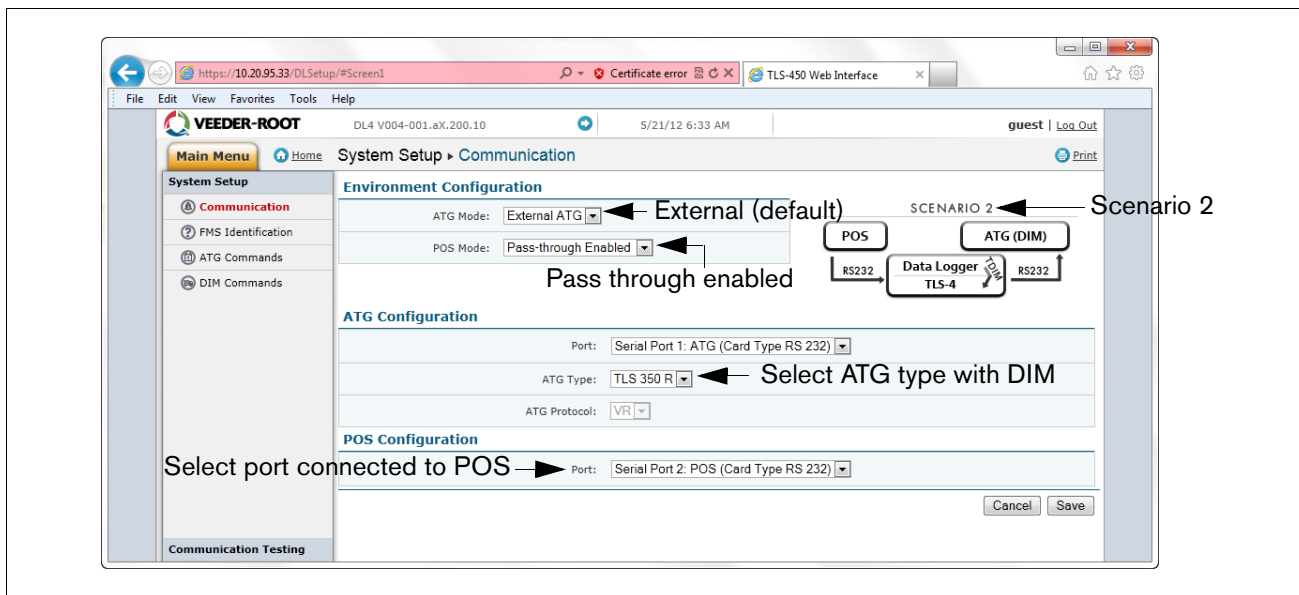 https://10.20.95.33/DLSetup/#Screen1
Certificate error
TLS-450 Web Interface
File Edit View Favorites Tools Help
VEEDER-ROOT
DL4 V004-001.aX.200.10
5/21/12 6:33 AM
guest | Log Out
Main Menu
Home
System Setup ▸ Communication
Print
System Setup
Communication
FMS Identification
ATG Commands
DIM Commands
Communication Testing
Environment Configuration
ATG Mode: External ATG
External (default)
POS Mode: Pass-through Enabled
Pass through enabled
SCENARIO 2
Scenario 2
POS
ATG (DIM)
RS232
Data Logger
TLS-4
TDIM
RS232
ATG Configuration
Port: Serial Port 1: ATG (Card Type RS 232)
ATG Type: TLS 350 R
Select ATG type with DIM
ATG Protocol: VR
POS Configuration
Select port connected to POS
Port: Serial Port 2: POS (Card Type RS 232)
Cancel Save